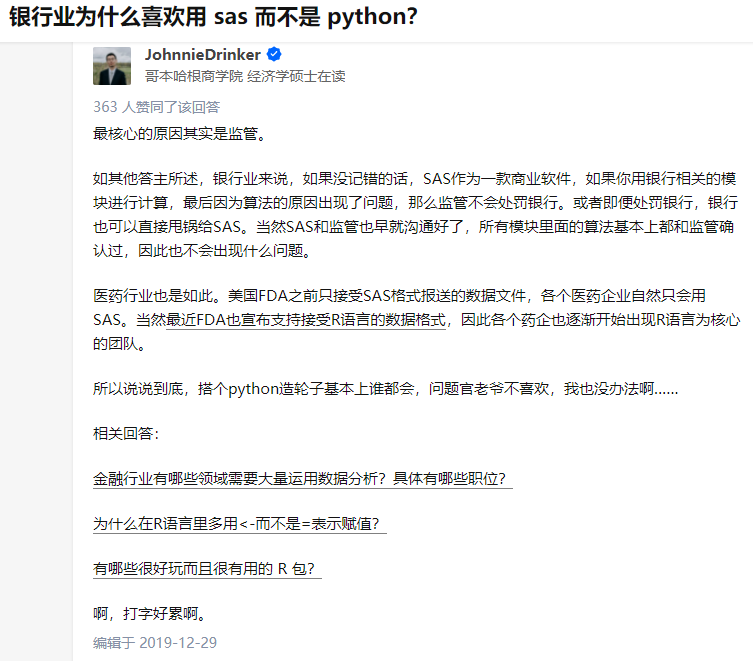 银行业为什么喜欢用 sas 而不是 python？
JohnnieDrinker
哥本哈根商学院 经济学硕士在读
363 人赞同了该回答
最核心的原因其实是监管。
如其他答主所述，银行业来说，如果没记错的话，SAS作为一款商业软件，如果你用银行相关的模
块进行计算，最后因为算法的原因出现了问题，那么监管不会处罚银行。或者即便处罚银行，银行
也可以直接甩锅给SAS。当然SAS和监管也早就沟通好了，所有模块里面的算法基本上都和监管确
认过，因此也不会出现什么问题。
医药行业也是如此。美国FDA之前只接受SAS格式报送的数据文件，各个医药企业自然只会用
SAS。当然最近FDA也宣布支持接受R语言的数据格式，因此各个药企也逐渐开始出现R语言为核心
的团队。
所以说说到底，搭个python造轮子基本上谁都会，问题官老爷不喜欢，我也没办法啊......
相关回答：
金融行业有哪些领域需要大量运用数据分析？具体有哪些职位？
为什么在R语言里多用<-而不是=表示赋值？
有哪些很好玩而且很有用的 R 包？
啊，打字好累啊。
编辑于 2019-12-29